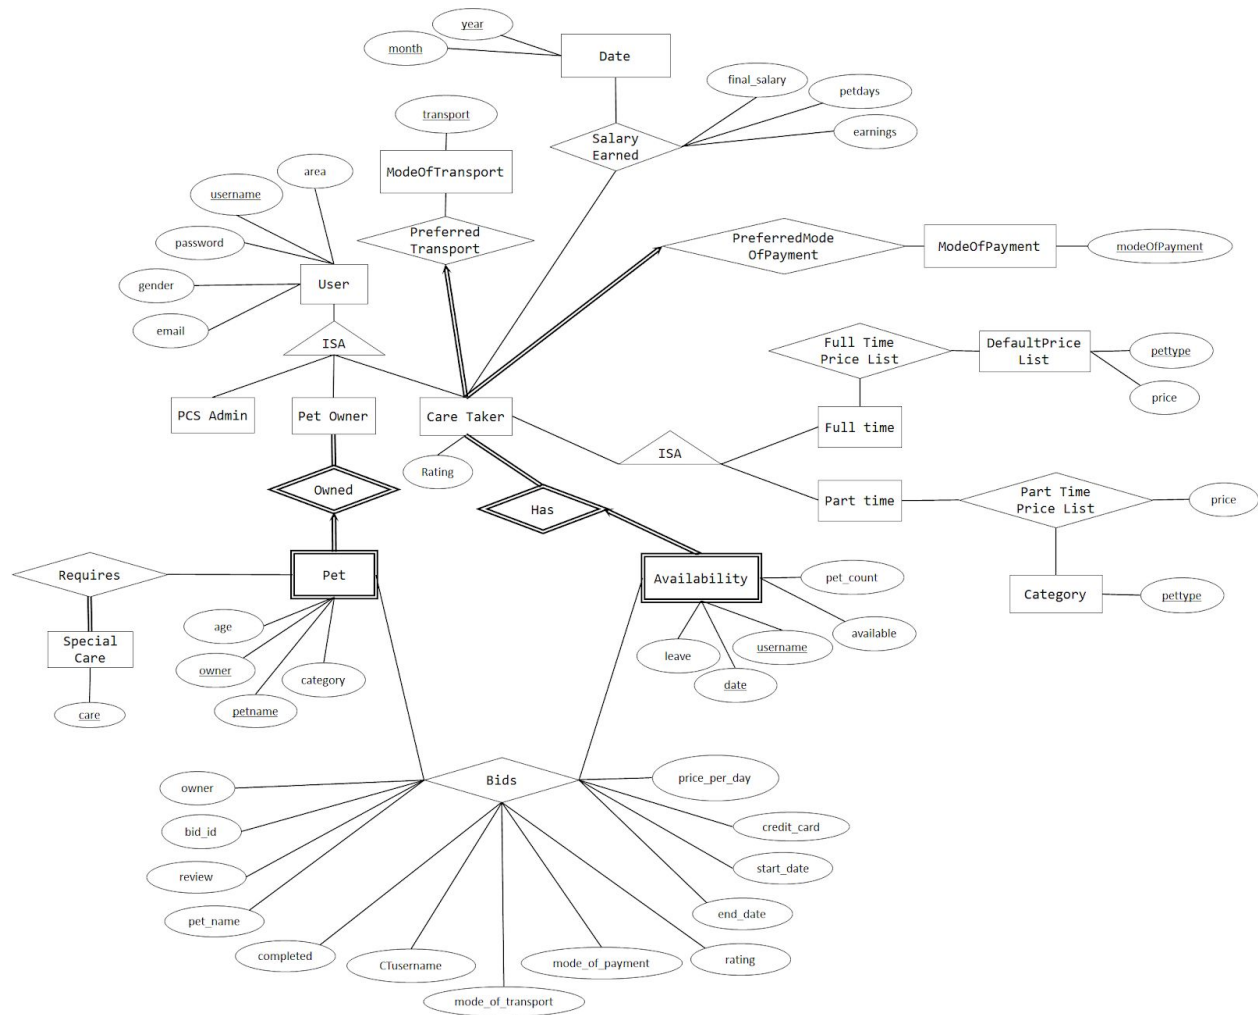 year
month
Date
final_salary
petdays
earnings
transport
Salary
Earned
ModeOfTransport
area
username
Preferred
Transport
password
PreferredMode
OfPayment
ModeOfPayment
modeOfPayment
User
gender
email
ISA
Full Time
Price List
DefaultPrice
List
pettype
price
PCS Admin
Pet Owner
Care Taker
Full time
ISA
Rating
Owned
Has
Part time
Part Time
Price List
price
Requires
Pet
Availability
pet_count
Category
pettype
age
Special
Care
owner
category
petname
care
leave
username
available
date
Bids
owner
price_per_day
bid_id
credit_card
review
start_date
pet_name
end_date
completed
CTusername
mode_of_payment
rating
mode_of_transport